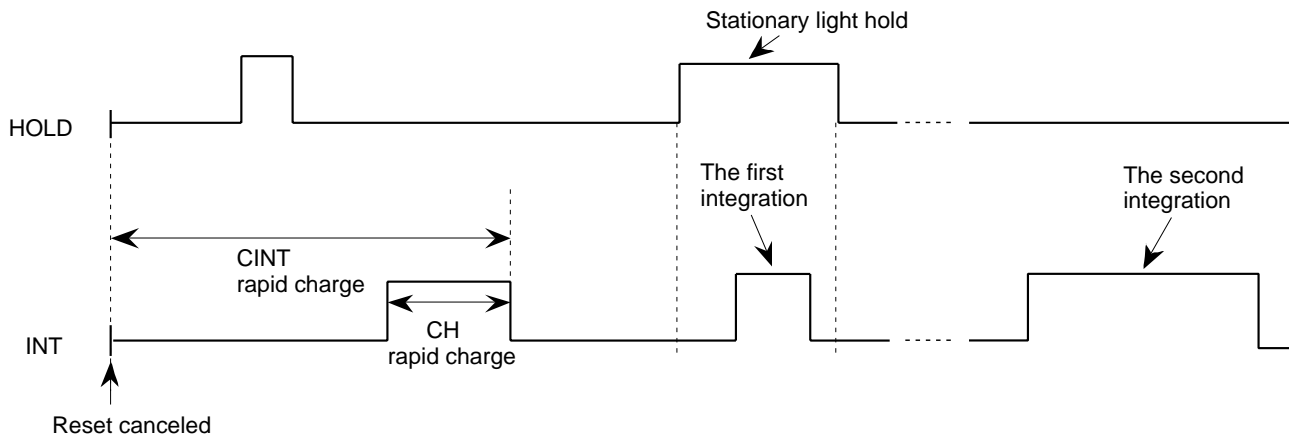 Stationary light hold
HOLD
The first
integration
The second
integration
CINT
rapid charge
CH
rapid charge
INT
Reset canceled